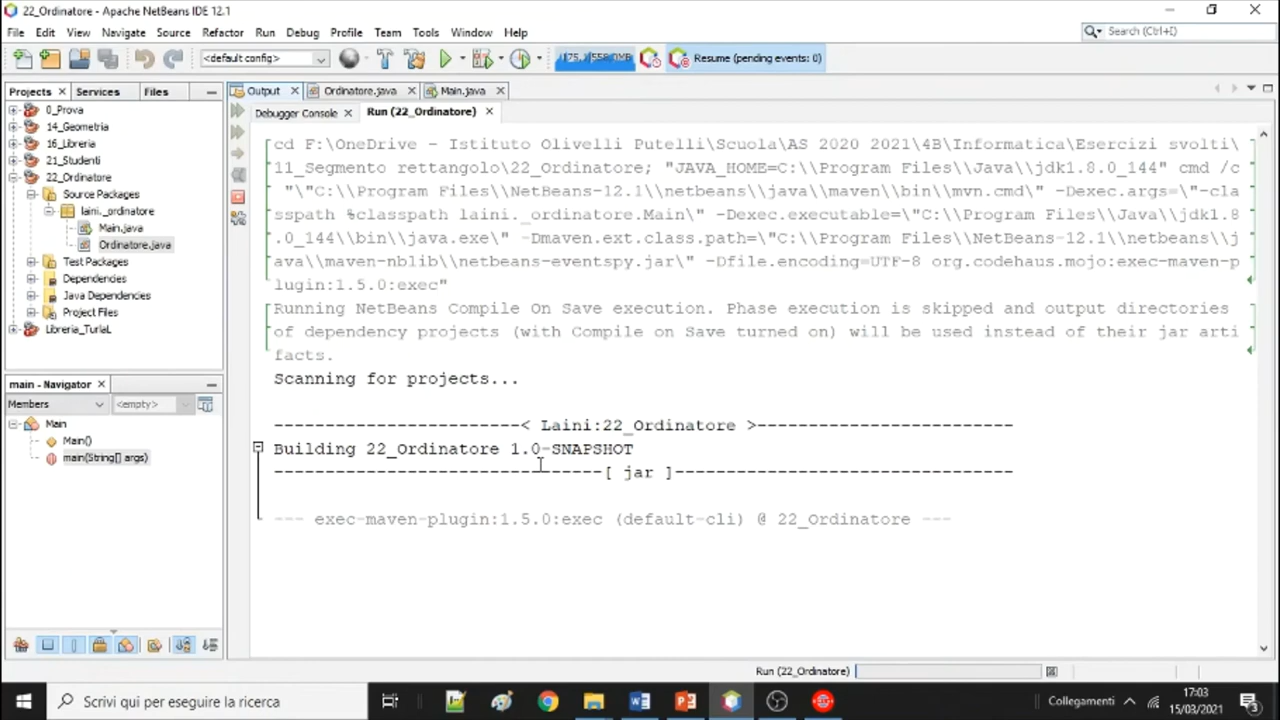 22_Ordinatore - Apache NetBeans IDE 12.1
File Edit View Navigate Source Refactor Run Debug Profile Team Tools Window Help
Search (Ctrl+I)
<default config>
Resume (pending events: 0)
Projects Services Files
0_Prova
14_Geometria
16_Libreria
21_Studenti
22_Ordinatore
Source Packages
laini._ordinatore
Main.java
Ordinatore.java
Test Packages
Dependencies
Java Dependencies
Project Files
Libreria_TurlaL
main - Navigator
Members <empty>
Main
Main()
main(String[] args)
Output Ordinatore.java Main.java
Debugger Console Run (22_Ordinatore)
cd F:\OneDrive - Istituto Olivelli Putelli\Scuola\AS 2020 2021\4B\Informatica\Esercizi svolti\
11_Segmento rettangolo\22_Ordinatore; "JAVA_HOME=C:\\Program Files\\Java\\jdk1.8.0_144" cmd /c
"\"C:\\Program Files\\NetBeans-12.1\\netbeans\\java\\maven\\bin\\mvn.cmd\" -Dexec.args=\"-cla
sspath %classpath laini._ordinatore.Main\" -Dexec.executable=\"C:\\Program Files\\Java\\jdk1.8
.0_144\\bin\\java.exe\" -Dmaven.ext.class.path=\"C:\\Program Files\\NetBeans-12.1\\netbeans\\j
ava\\maven-nblib\\netbeans-eventspy.jar\" -Dfile.encoding=UTF-8 org.codehaus.mojo:exec-maven-p
lugin:1.5.0:exec"
Running NetBeans Compile On Save execution. Phase execution is skipped and output directories
of dependency projects (with Compile on Save turned on) will be used instead of their jar arti
facts.
Scanning for projects...
------------------------< Laini:22_Ordinatore >-------------------------
Building 22_Ordinatore 1.0-SNAPSHOT
--------------------------------[ jar ]---------------------------------
--- exec-maven-plugin:1.5.0:exec (default-cli) @ 22_Ordinatore ---
Run (22_Ordinatore)
Scrivi qui per eseguire la ricerca
Collegamenti
17:03
15/03/2021
3